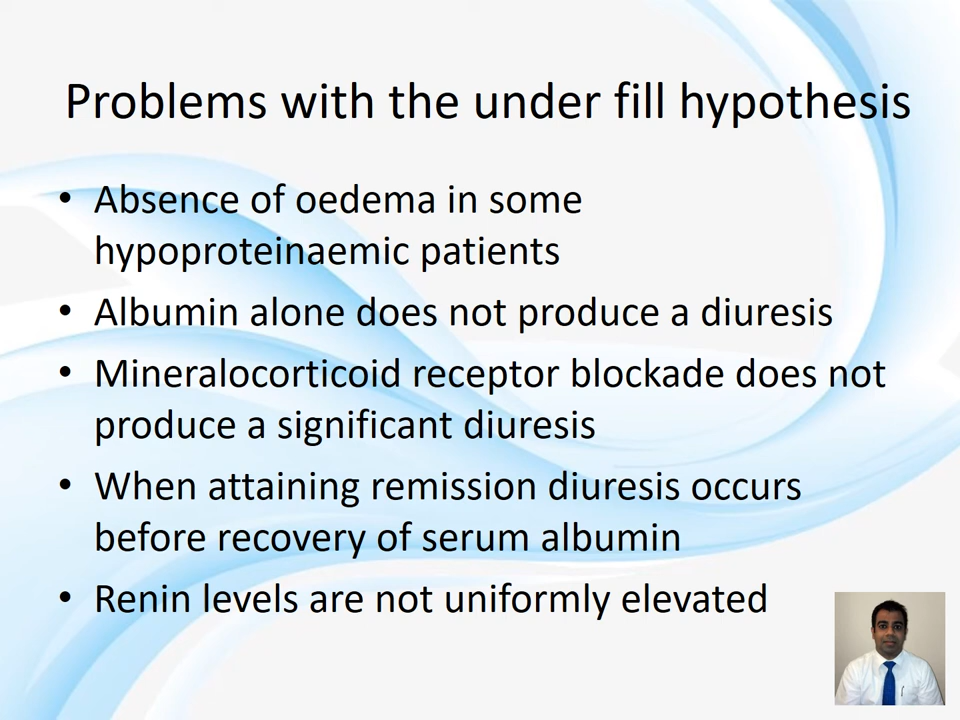 Problems with the under fill hypothesis
• Absence of oedema in some
hypoproteinaemic patients
• Albumin alone does not produce a diuresis
• Mineralocorticoid receptor blockade does not
produce a significant diuresis
• When attaining remission diuresis occurs
before recovery of serum albumin
• Renin levels are not uniformly elevated